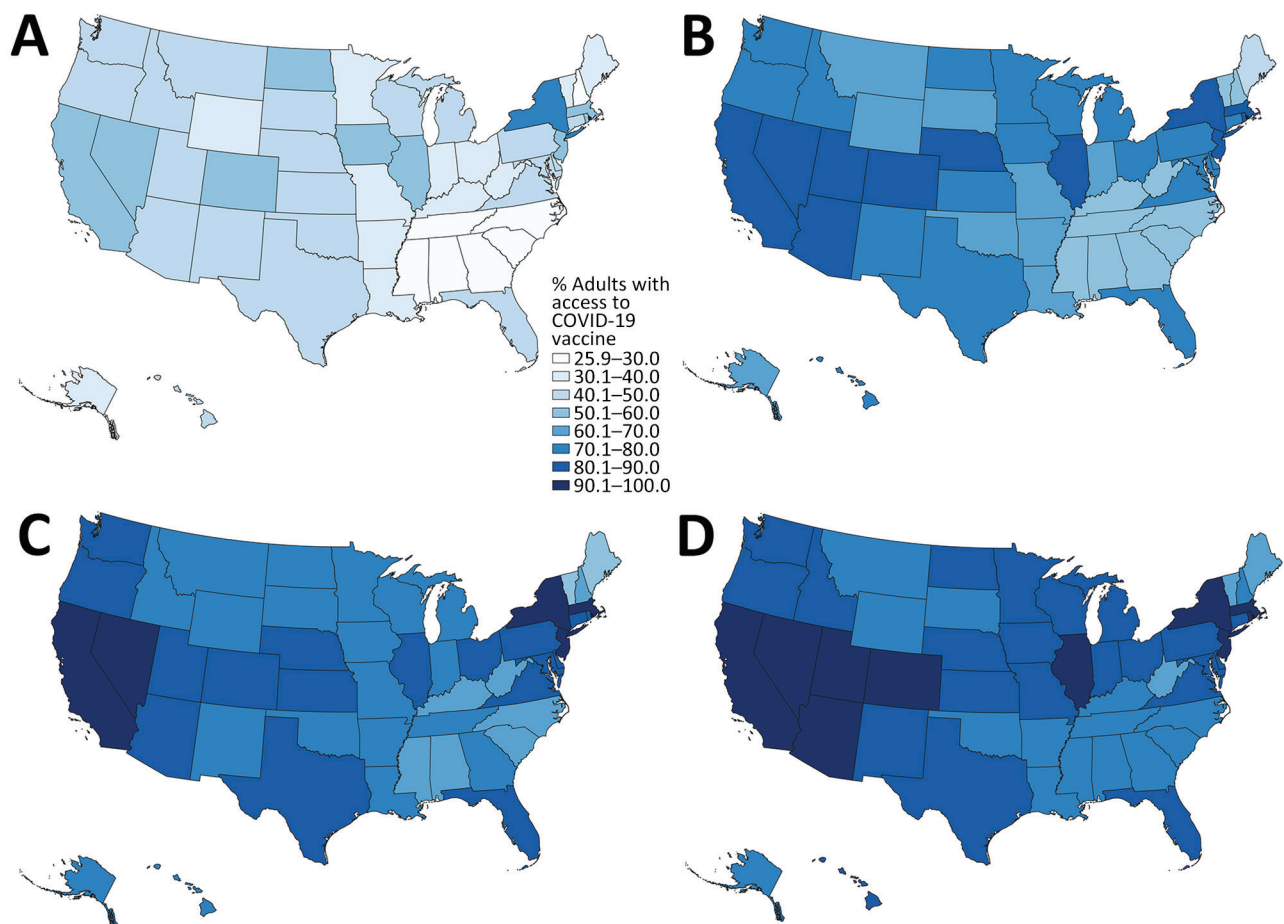 A
B
% Adults with
access to
COVID-19
vaccine
25.9–30.0
30.1–40.0
40.1–50.0
50.1–60.0
60.1–70.0
70.1–80.0
80.1–90.0
90.1–100.0
C
D